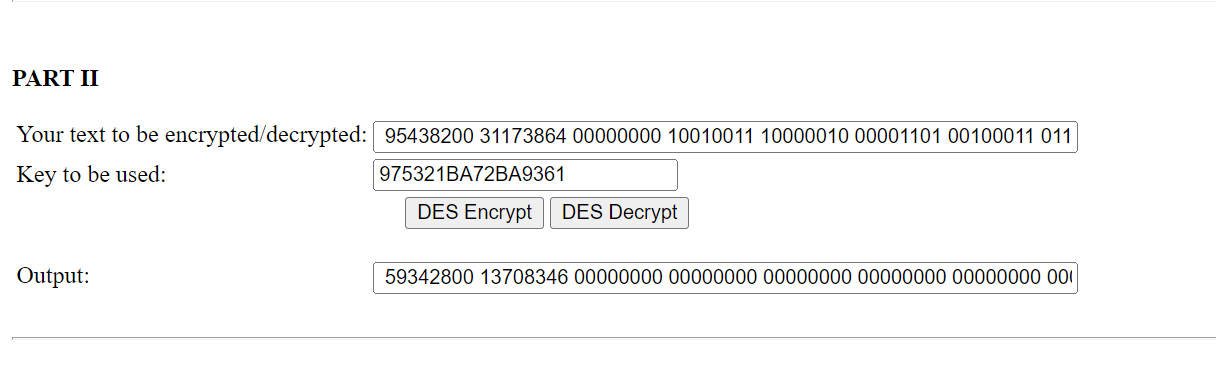 PART II
Your text to be encrypted/decrypted: 95438200 31173864 00000000 10010011 10000010 00001101 00100011 011
Key to be used: 975321BA72BA9361
DES Encrypt DES Decrypt
Output: 59342800 13708346 00000000 00000000 00000000 00000000 00000000 00